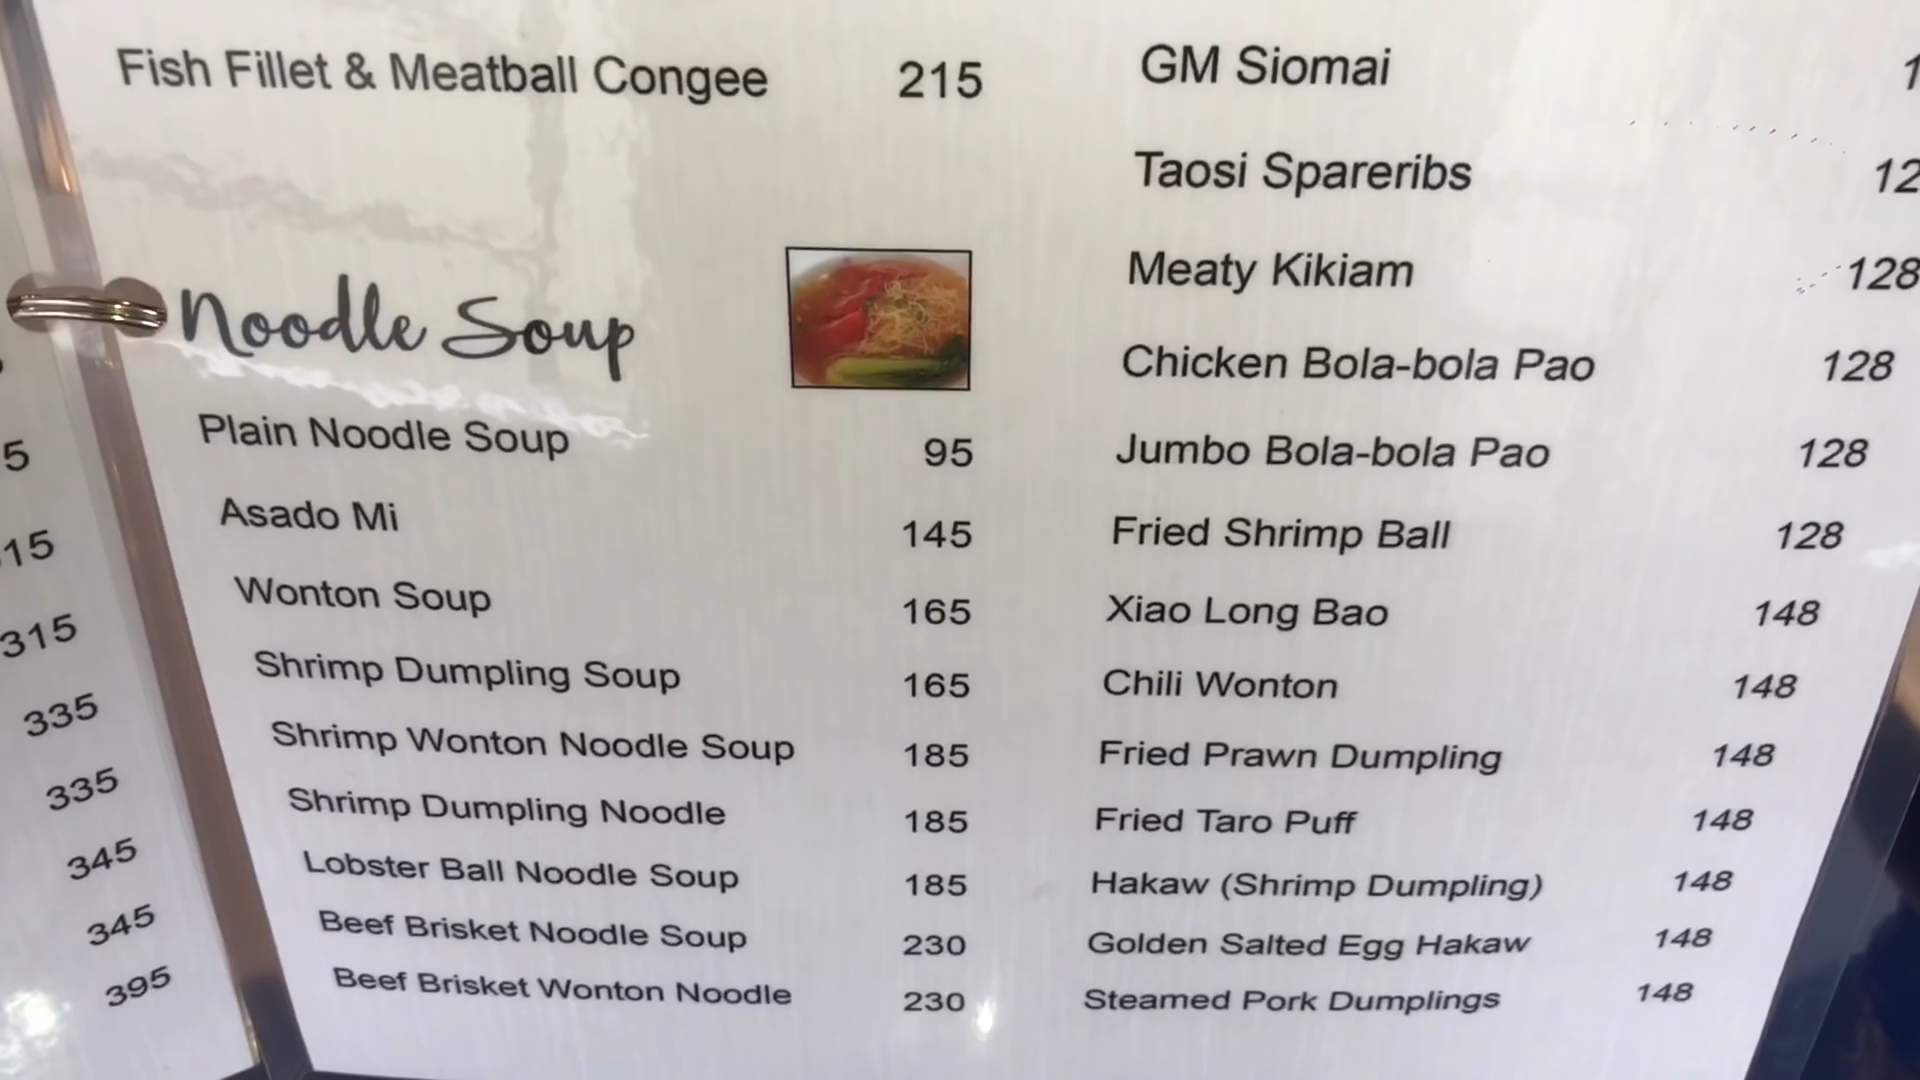 Fish Fillet & Meatball Congee 215
Noodle Soup
Plain Noodle Soup 95
Asado Mi 145
Wonton Soup 165
Shrimp Dumpling Soup 165
Shrimp Wonton Noodle Soup 185
Shrimp Dumpling Noodle 185
Lobster Ball Noodle Soup 185
Beef Brisket Noodle Soup 230
Beef Brisket Wonton Noodle 230
GM Siomai
Taosi Spareribs
Meaty Kikiam 128
Chicken Bola-bola Pao 128
Jumbo Bola-bola Pao 128
Fried Shrimp Ball 128
Xiao Long Bao 148
Chili Wonton 148
Fried Prawn Dumpling 148
Fried Taro Puff 148
Hakaw (Shrimp Dumpling) 148
Golden Salted Egg Hakaw 148
Steamed Pork Dumplings 148
315
335
335
345
345
395